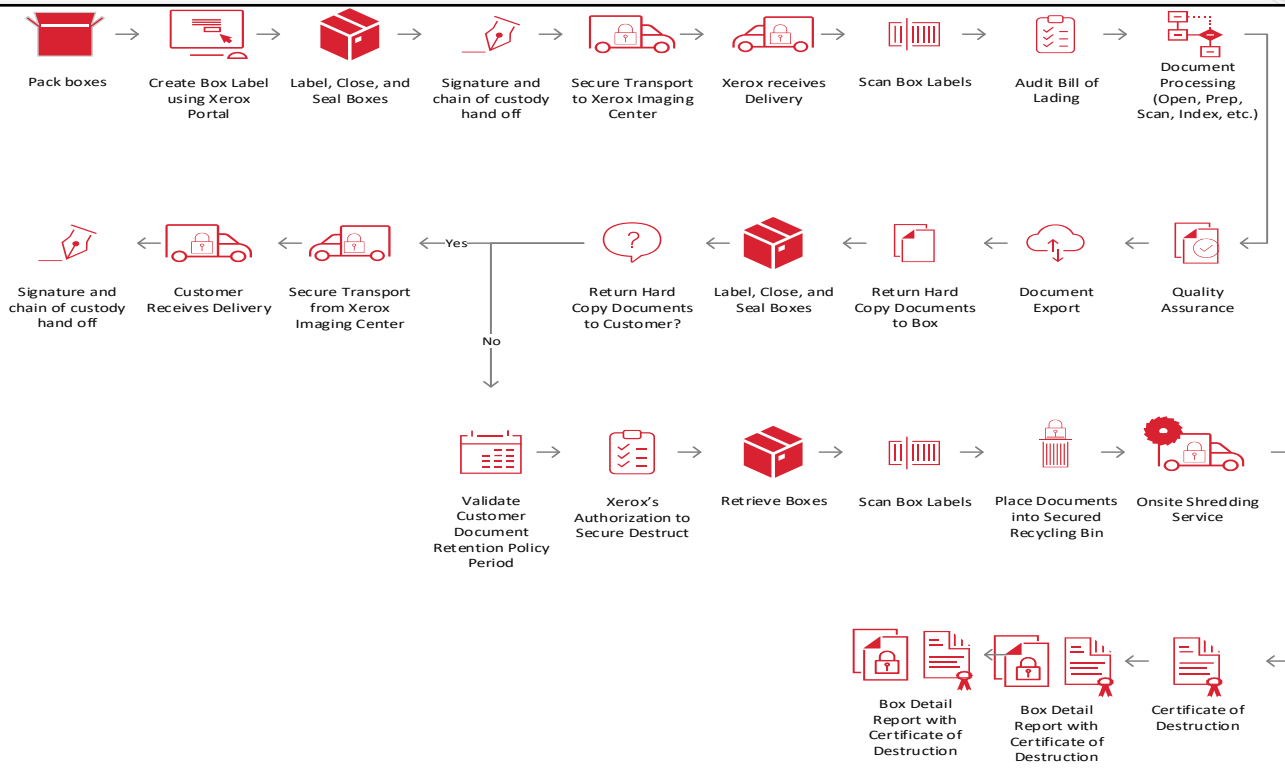 Pack boxes
Create Box Label
using Xerox
Portal
Label, Close, and
Seal Boxes
Signature and
chain of custody
hand off
Secure Transport
to Xerox Imaging
Center
Xerox receives
Delivery
Scan Box Labels
Audit Bill of
Lading
Document
Processing
(Open, Prep,
Scan, Index, etc.)
Signature and
chain of custody
hand off
Customer
Receives Delivery
Secure Transport
from Xerox
Imaging Center
Yes
No
?
Return Hard
Copy Documents
to Customer?
Label, Close, and
Seal Boxes
Return Hard
Copy Documents
to Box
Document
Export
Quality
Assurance
Validate
Customer
Document
Retention Policy
Period
Xerox’s
Authorization to
Secure Destruct
Retrieve Boxes
Scan Box Labels
Place Documents
into Secured
Recycling Bin
Onsite Shredding
Service
Box Detail
Report with
Certificate of
Destruction
Box Detail
Report with
Certificate of
Destruction
Certificate of
Destruction